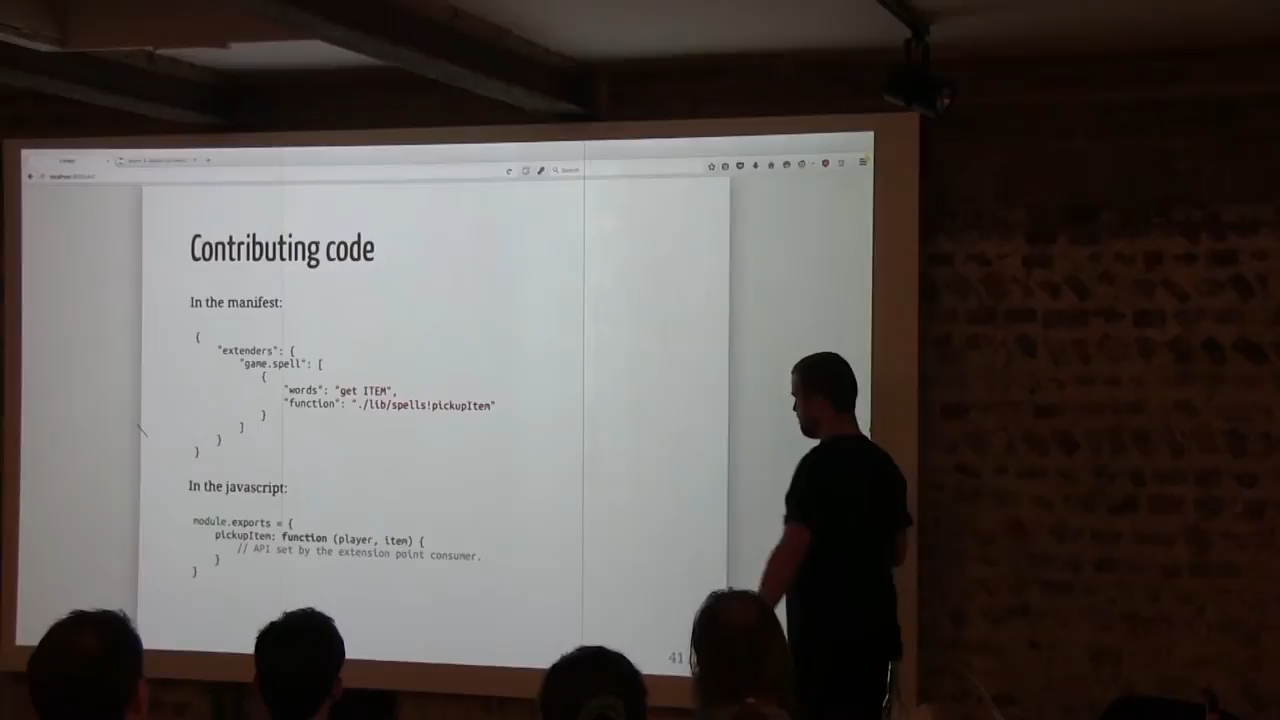 Search
Contributing code
In the manifest:
{
"extenders": {
"game.spell": [
{
"words": "get ITEM",
"function": "./lib/spells!pickupItem"
}
]
}
}
In the javascript:
module.exports = {
pickupItem: function (player, item) {
// API set by the extension point consumer.
}
}
41